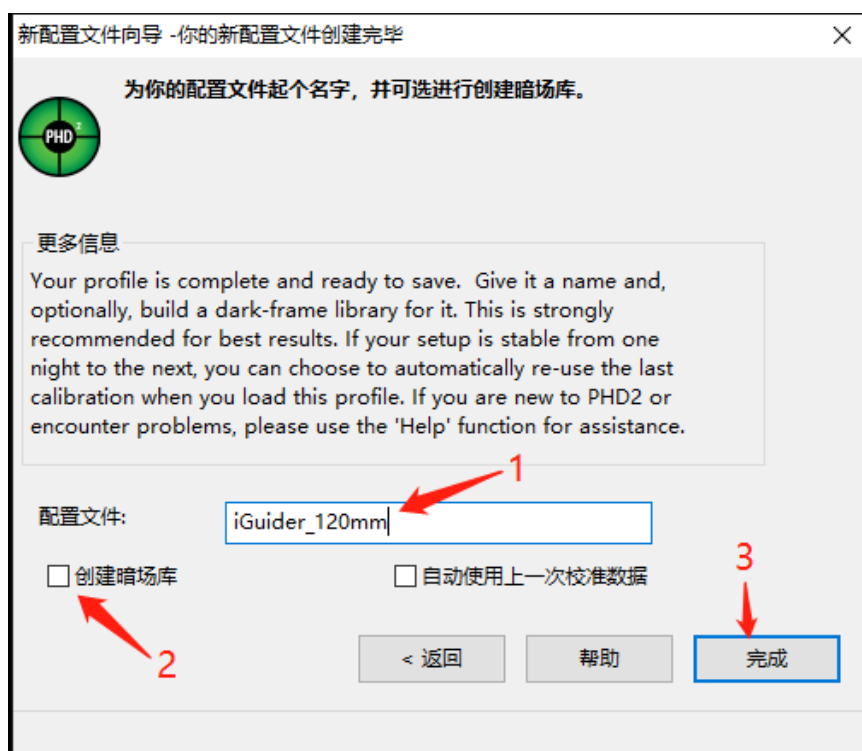 新配置文件向导 -你的新配置文件创建完毕
为你的配置文件起个名字，并可选进行创建暗场库。
PHD2
更多信息
Your profile is complete and ready to save.  Give it a name and,
optionally, build a dark-frame library for it. This is strongly
recommended for best results. If your setup is stable from one
night to the next, you can choose to automatically re-use the last
calibration when you load this profile. If you are new to PHD2 or
encounter problems, please use the 'Help' function for assistance.
1
配置文件:
iGuider_120mm
创建暗场库
自动使用上一次校准数据
3
2
< 返回
帮助
完成